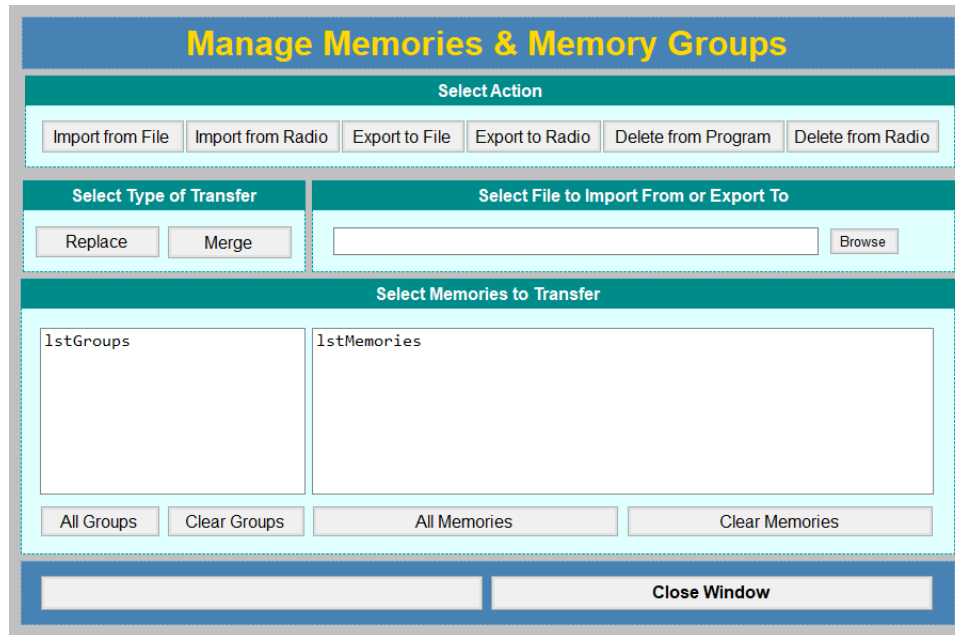 Manage Memories & Memory Groups
Select Action
Import from File Import from Radio Export to File Export to Radio Delete from Program Delete from Radio
Select Type of Transfer
Select File to Import From or Export To
Replace Merge
Browse
Select Memories to Transfer
lstGroups
lstMemories
All Groups Clear Groups All Memories Clear Memories
Close Window